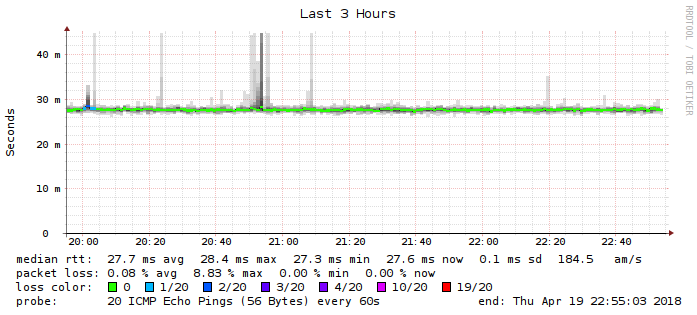 Last 3 Hours
RRDTOOL / TOBI OETIKER
Seconds
40 m
30 m
20 m
10 m
0
20:00 20:20 20:40 21:00 21:20 21:40 22:00 22:20 22:40
median rtt: 27.7 ms avg 28.4 ms max 27.3 ms min 27.6 ms now 0.1 ms sd 184.5 am/s
packet loss: 0.08 % avg 8.83 % max 0.00 % min 0.00 % now
loss color: 0 1/20 2/20 3/20 4/20 10/20 19/20
probe: 20 ICMP Echo Pings (56 Bytes) every 60s end: Thu Apr 19 22:55:03 2018